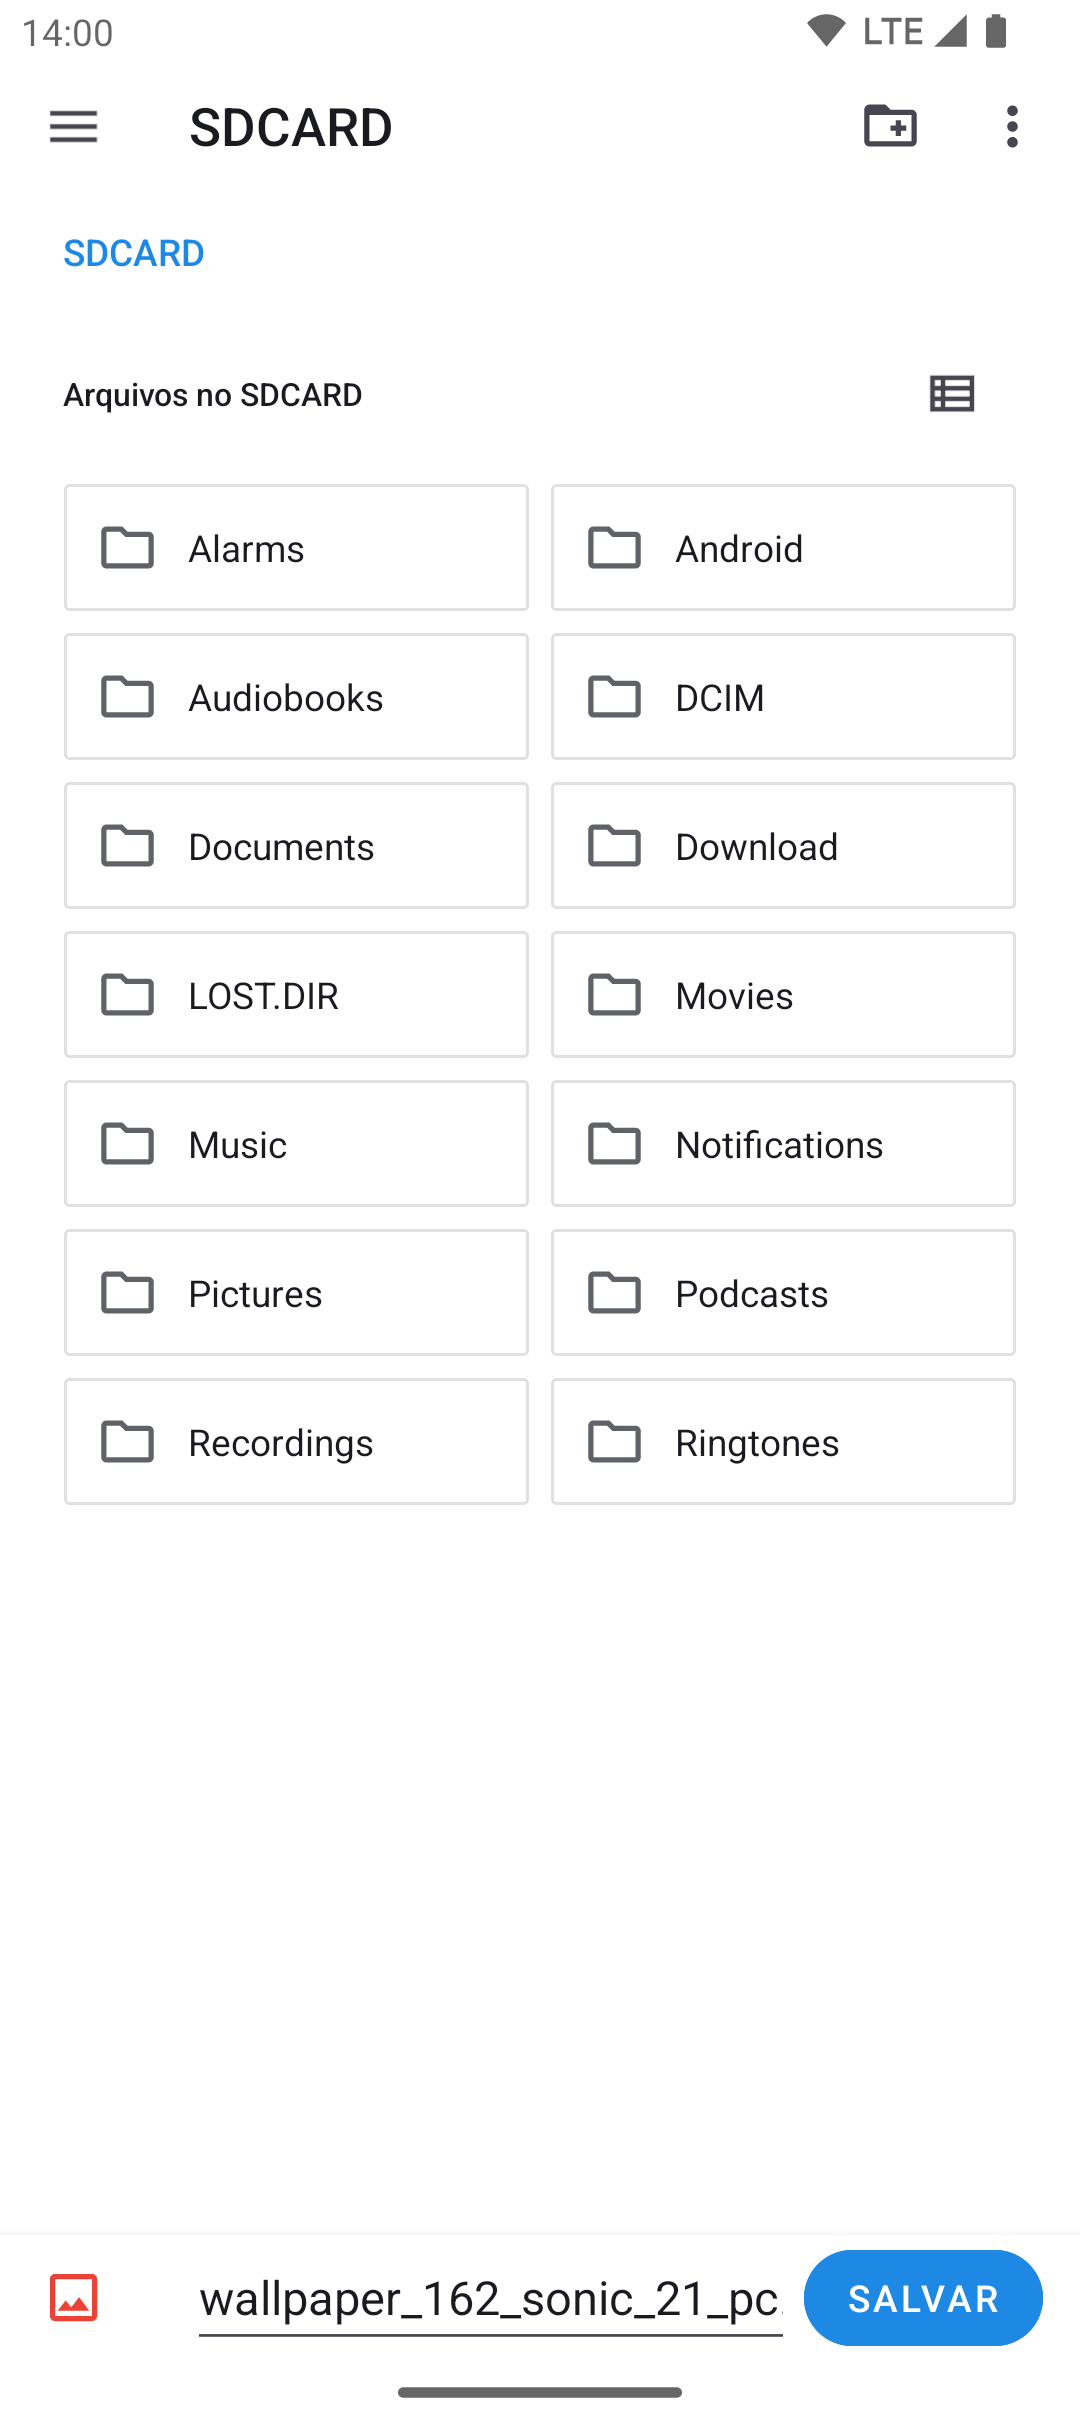 14:00 LTE
SDCARD
SDCARD
Arquivos no SDCARD
Alarms Android
Audiobooks DCIM
Documents Download
LOST.DIR Movies
Music Notifications
Pictures Podcasts
Recordings Ringtones
wallpaper_162_sonic_21_pc. SALVAR